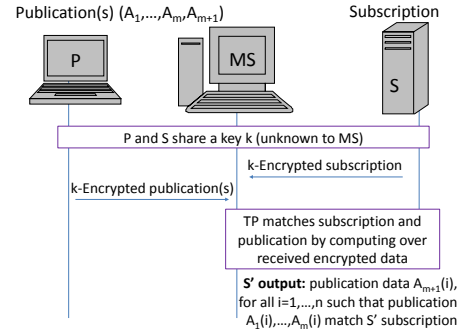 Publication(s) (A1,...,Am,Am+1)
Subscription
P
MS
S
P and S share a key k (unknown to MS)
k-Encrypted subscription
k-Encrypted publication(s)
TP matches subscription and
publication by computing over
received encrypted data
S' output: publication data Am+1(i),
for all i=1,...,n such that publication
A1(i),...,Am(i) match S' subscription